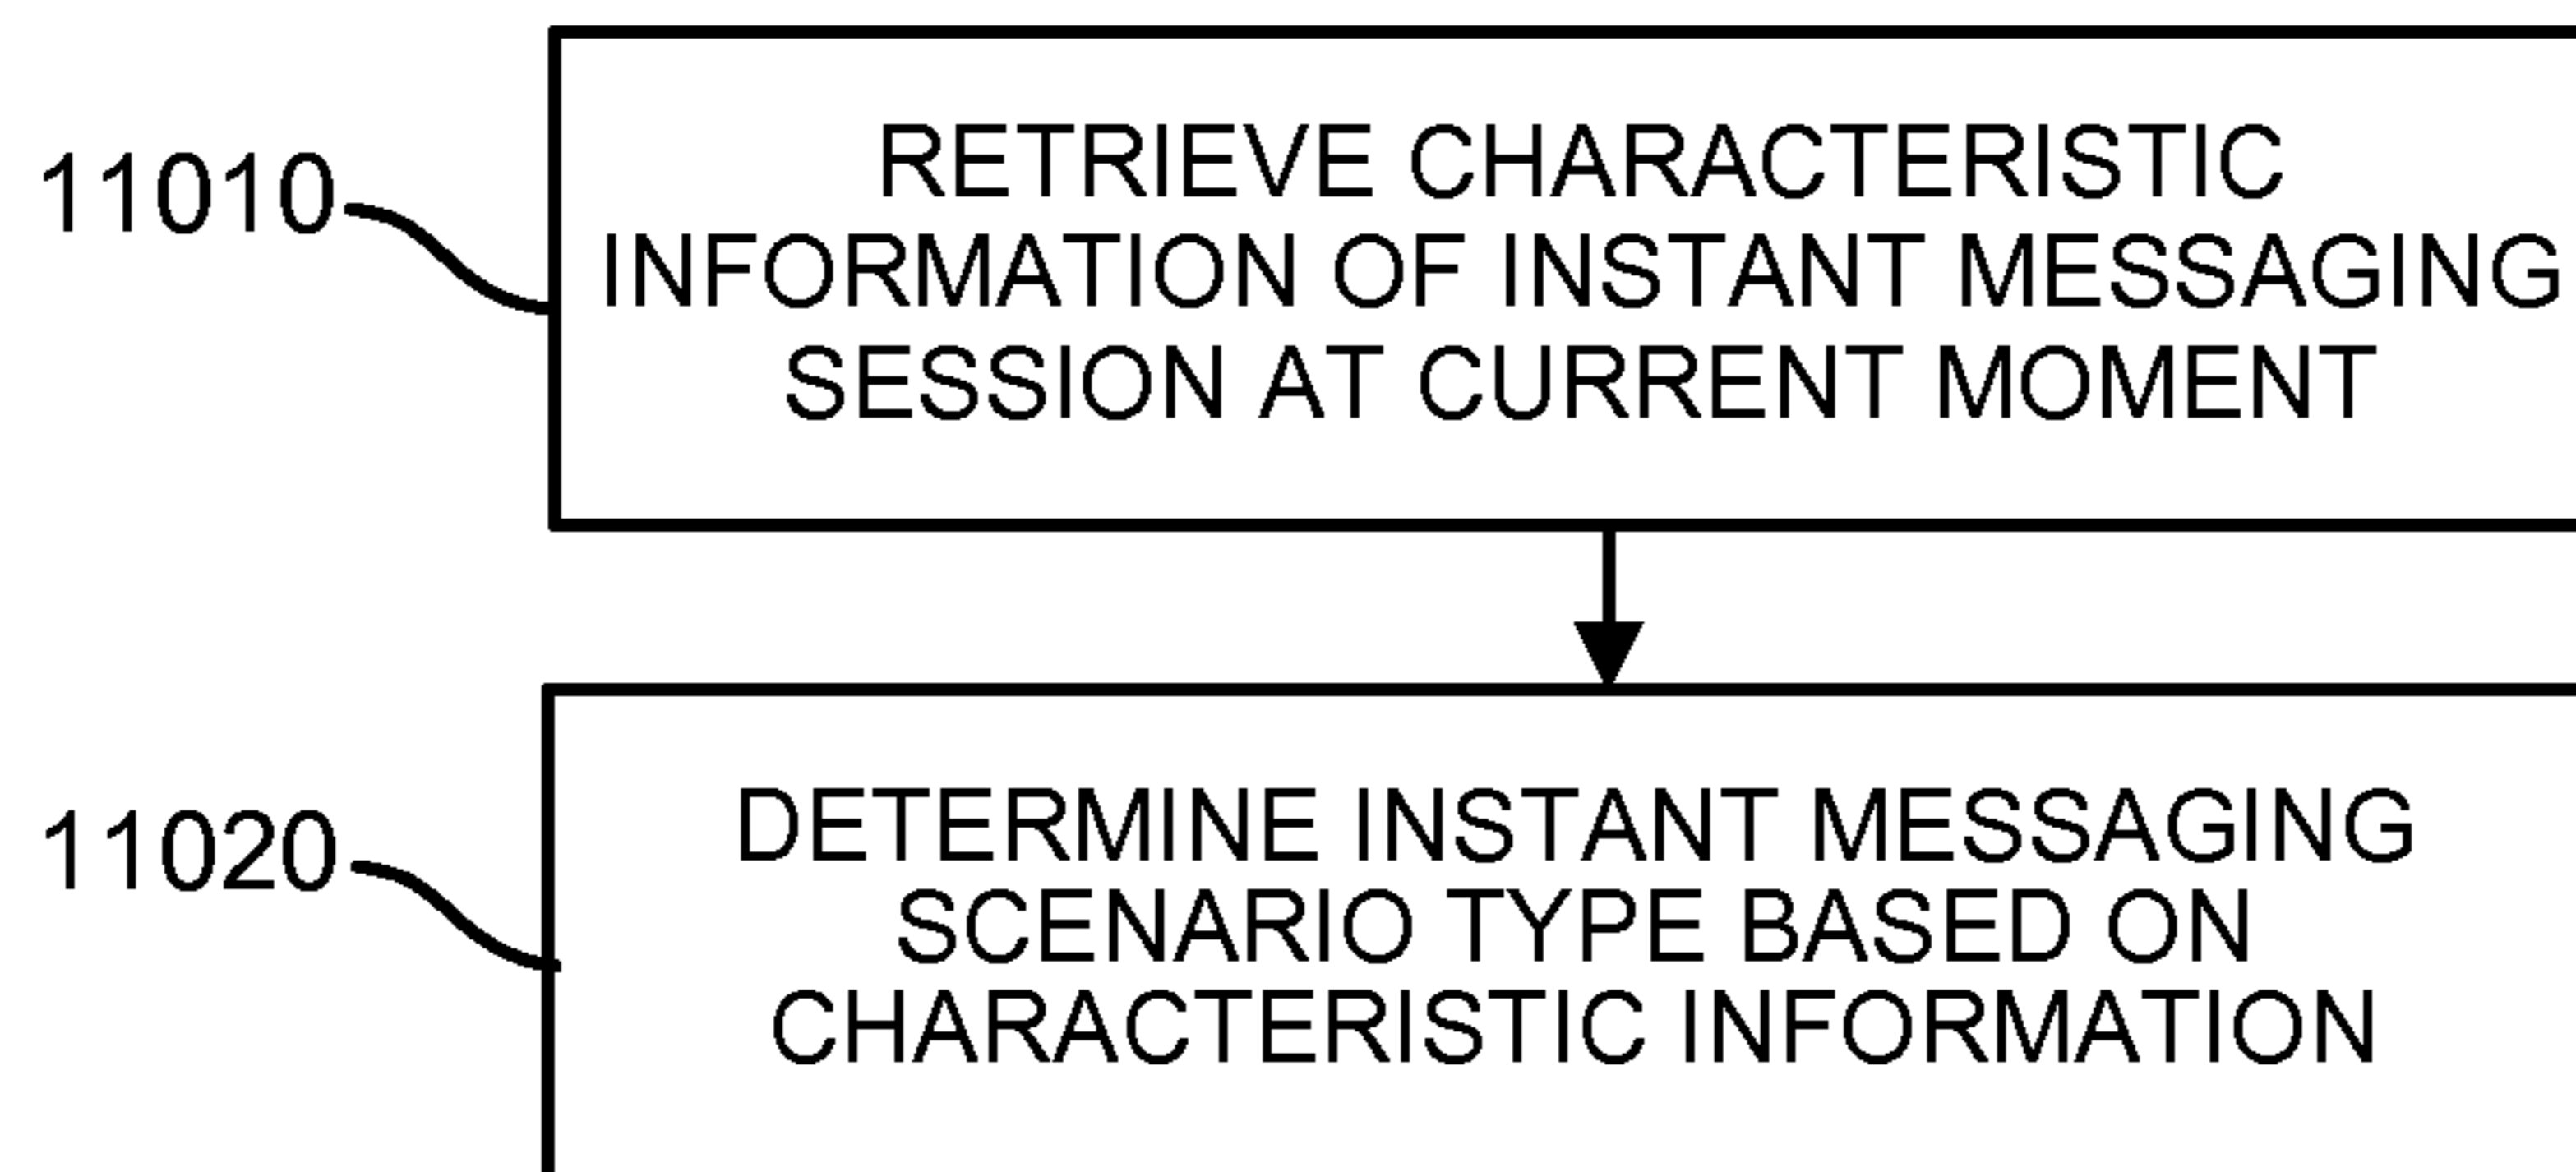 11010
RETRIEVE CHARACTERISTIC
INFORMATION OF INSTANT MESSAGING
SESSION AT CURRENT MOMENT
11020
DETERMINE INSTANT MESSAGING
SCENARIO TYPE BASED ON
CHARACTERISTIC INFORMATION